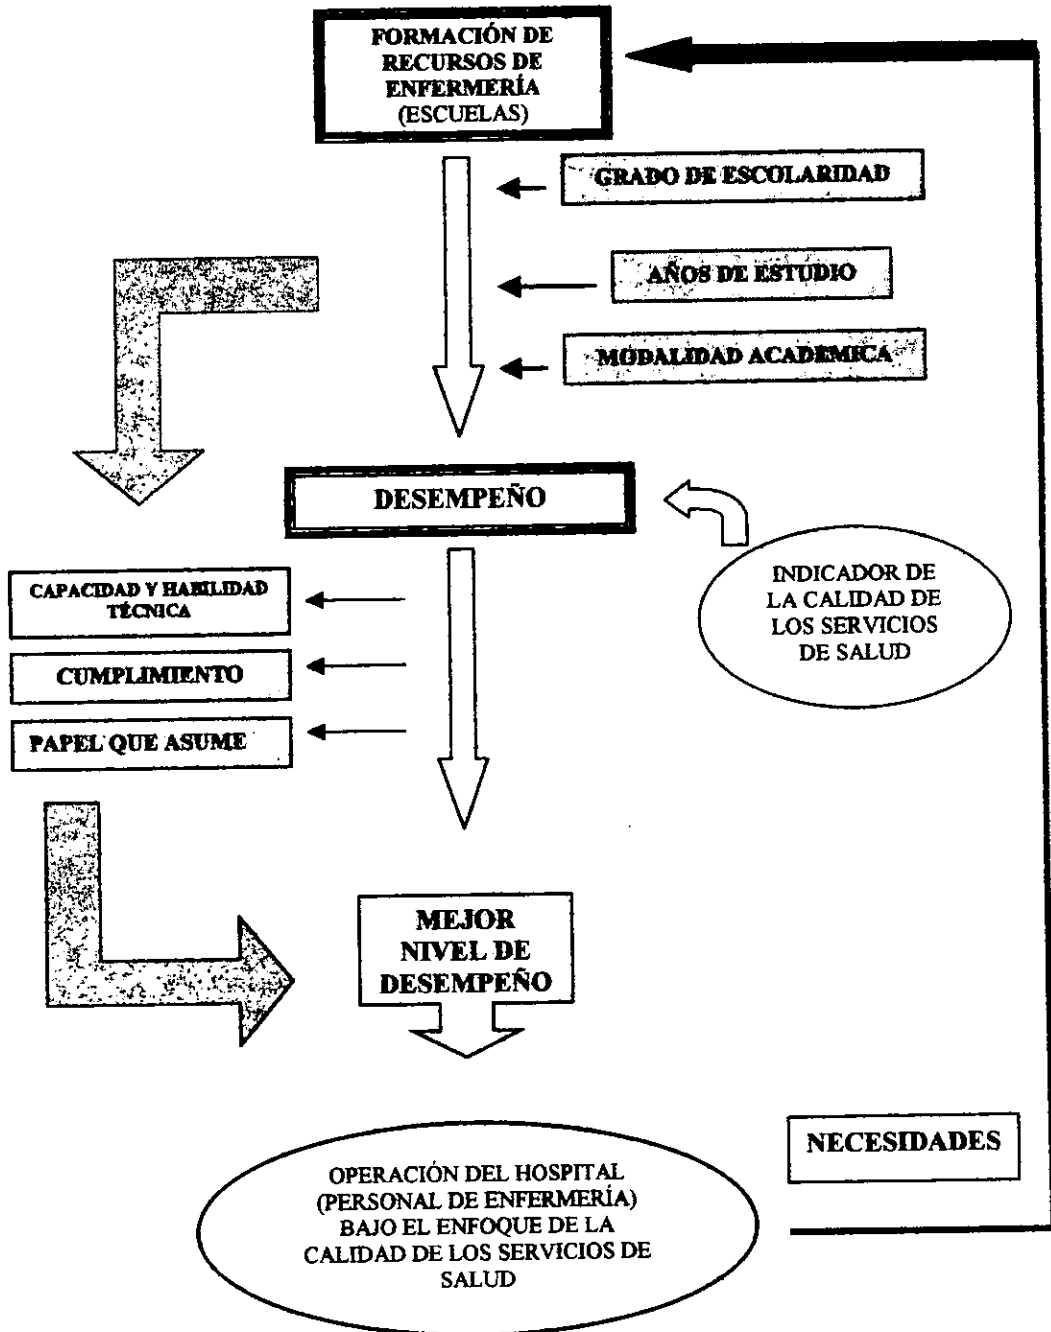 FORMACIÓN DE
RECURSOS DE
ENFERMERÍA
(ESCUELAS)
GRADO DE ESCOLARIDAD
AÑOS DE ESTUDIO
MODALIDAD ACADEMICA
DESEMPEÑO
INDICADOR DE
LA CALIDAD DE
LOS SERVICIOS
DE SALUD
CAPACIDAD Y HABILIDAD
TÉCNICA
CUMPLIMIENTO
PAPEL QUE ASUME
MEJOR
NIVEL DE
DESEMPEÑO
NECESIDADES
OPERACIÓN DEL HOSPITAL
(PERSONAL DE ENFERMERÍA)
BAJO EL ENFOQUE DE LA
CALIDAD DE LOS SERVICIOS DE
SALUD